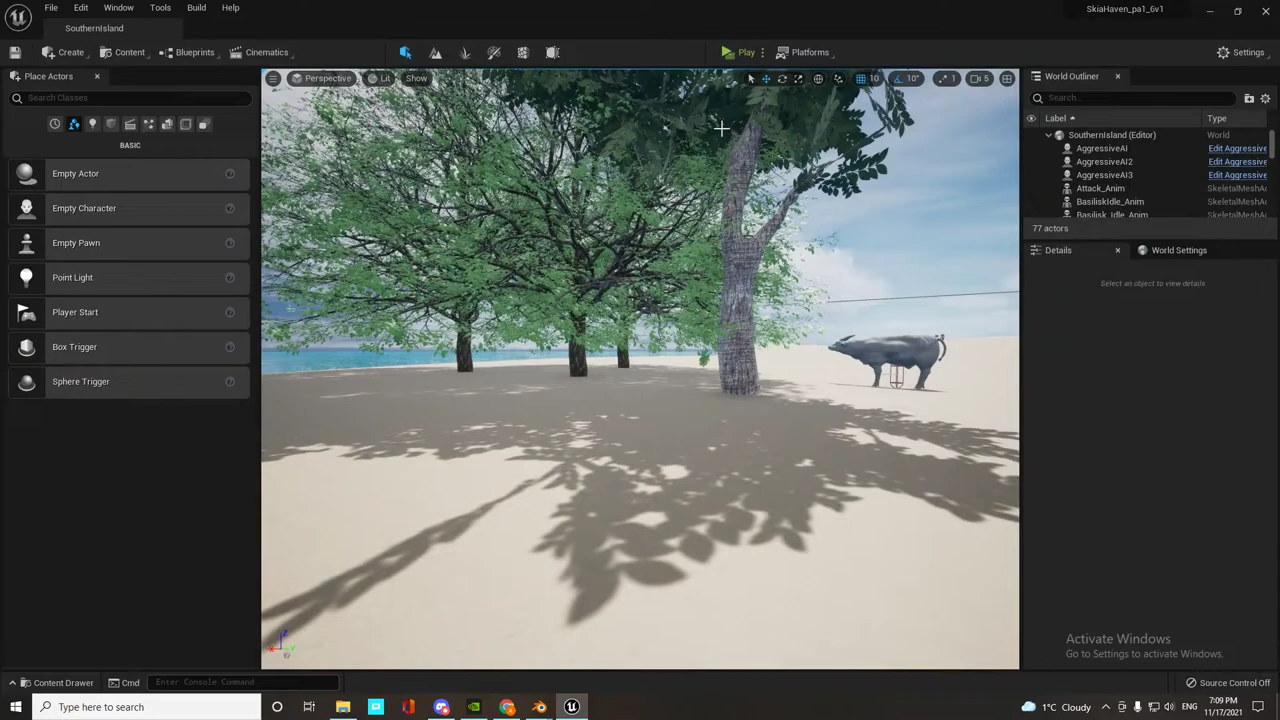 File Edit Window Tools Build Help
SkiaHaven_pa1_6v1
SouthernIsland
Create Content Blueprints Cinematics Play Platforms Settings
Place Actors
Search Classes
BASIC
Empty Actor
Empty Character
Empty Pawn
Point Light
Player Start
Box Trigger
Sphere Trigger
Perspective Lit Show 10 10° 1 5
World Outliner
Search...
Label Type
SouthernIsland (Editor) World
AggressiveAI Edit Aggressive
AggressiveAI2 Edit Aggressive
AggressiveAI3 Edit Aggressive
Attack_Anim SkeletalMeshAc
BasiliskIdle_Anim SkeletalMeshAc
Basilisk_Idle_Anim SkeletalMeshAc
77 actors
Details World Settings
Select an object to view details
Z
X Y
Activate Windows
Go to Settings to activate Windows.
Content Drawer Cmd Enter Console Command Source Control Off
Type here to search
1°C Cloudy ENG 7:09 PM
11/17/2021